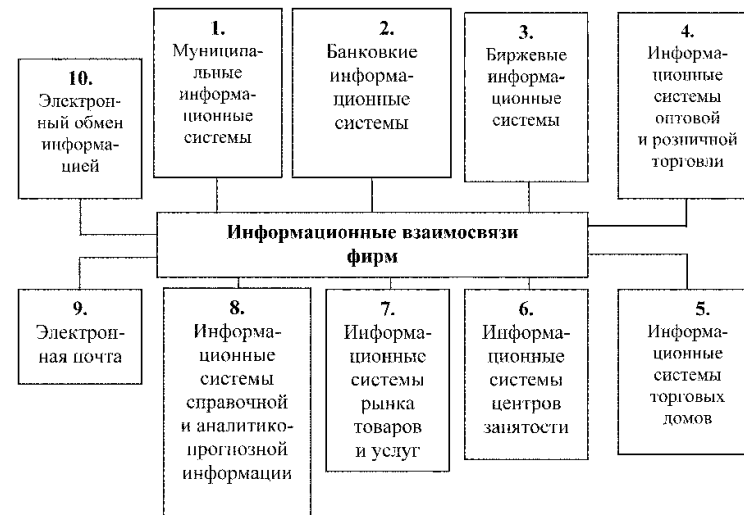 1.
Муниципа-
льные
информа-
ционные
системы
2.
Банковкие
информа-
ционные
системы
3.
Биржевые
информа-
ционные
системы
4.
Информа-
ционные
системы
оптовой
и розничной
торговли
10.
Электрон-
ный обмен
информа-
цией
Информационные взаимосвязи
фирм
9.
Электрон-
ная почта
8.
Информа-
ционные
системы
справочной
и аналитико-
прогнозной
информации
7.
Информа-
ционные
системы
рынка
товаров
и услуг
6.
Информа-
ционные
системы
центров
занятости
5.
Информа-
ционные
системы
торговых
домов